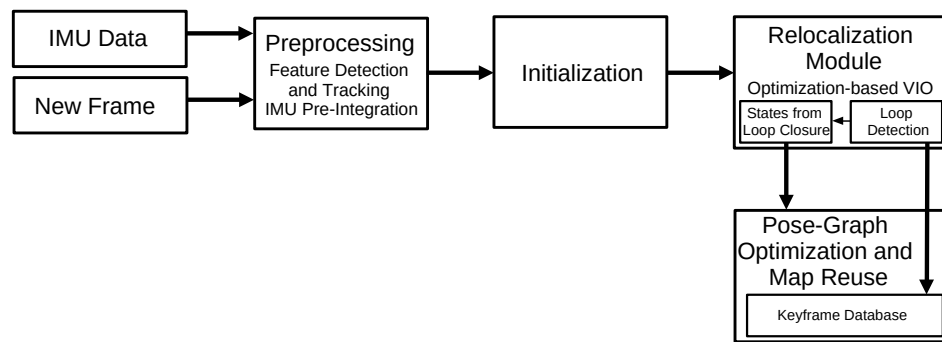 IMU Data
New Frame
Preprocessing
Feature Detection
and Tracking
IMU Pre-Integration
Initialization
Relocalization
Module
Optimization-based VIO
States from
Loop Closure
Loop
Detection
Pose-Graph
Optimization and
Map Reuse
Keyframe Database